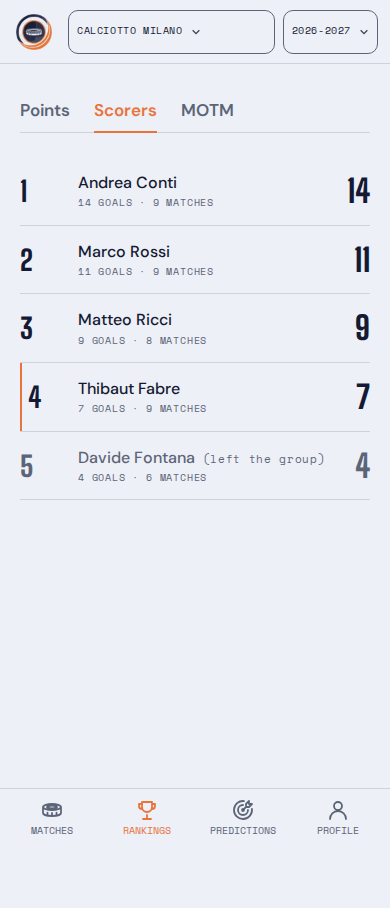 CALCIOTTO MILANO
2026-2027
Points Scorers MOTM
1 Andrea Conti 14
14 GOALS · 9 MATCHES
2 Marco Rossi 11
11 GOALS · 9 MATCHES
3 Matteo Ricci 9
9 GOALS · 8 MATCHES
4 Thibaut Fabre 7
7 GOALS · 9 MATCHES
5 Davide Fontana (left the group) 4
4 GOALS · 6 MATCHES
MATCHES RANKINGS PREDICTIONS PROFILE